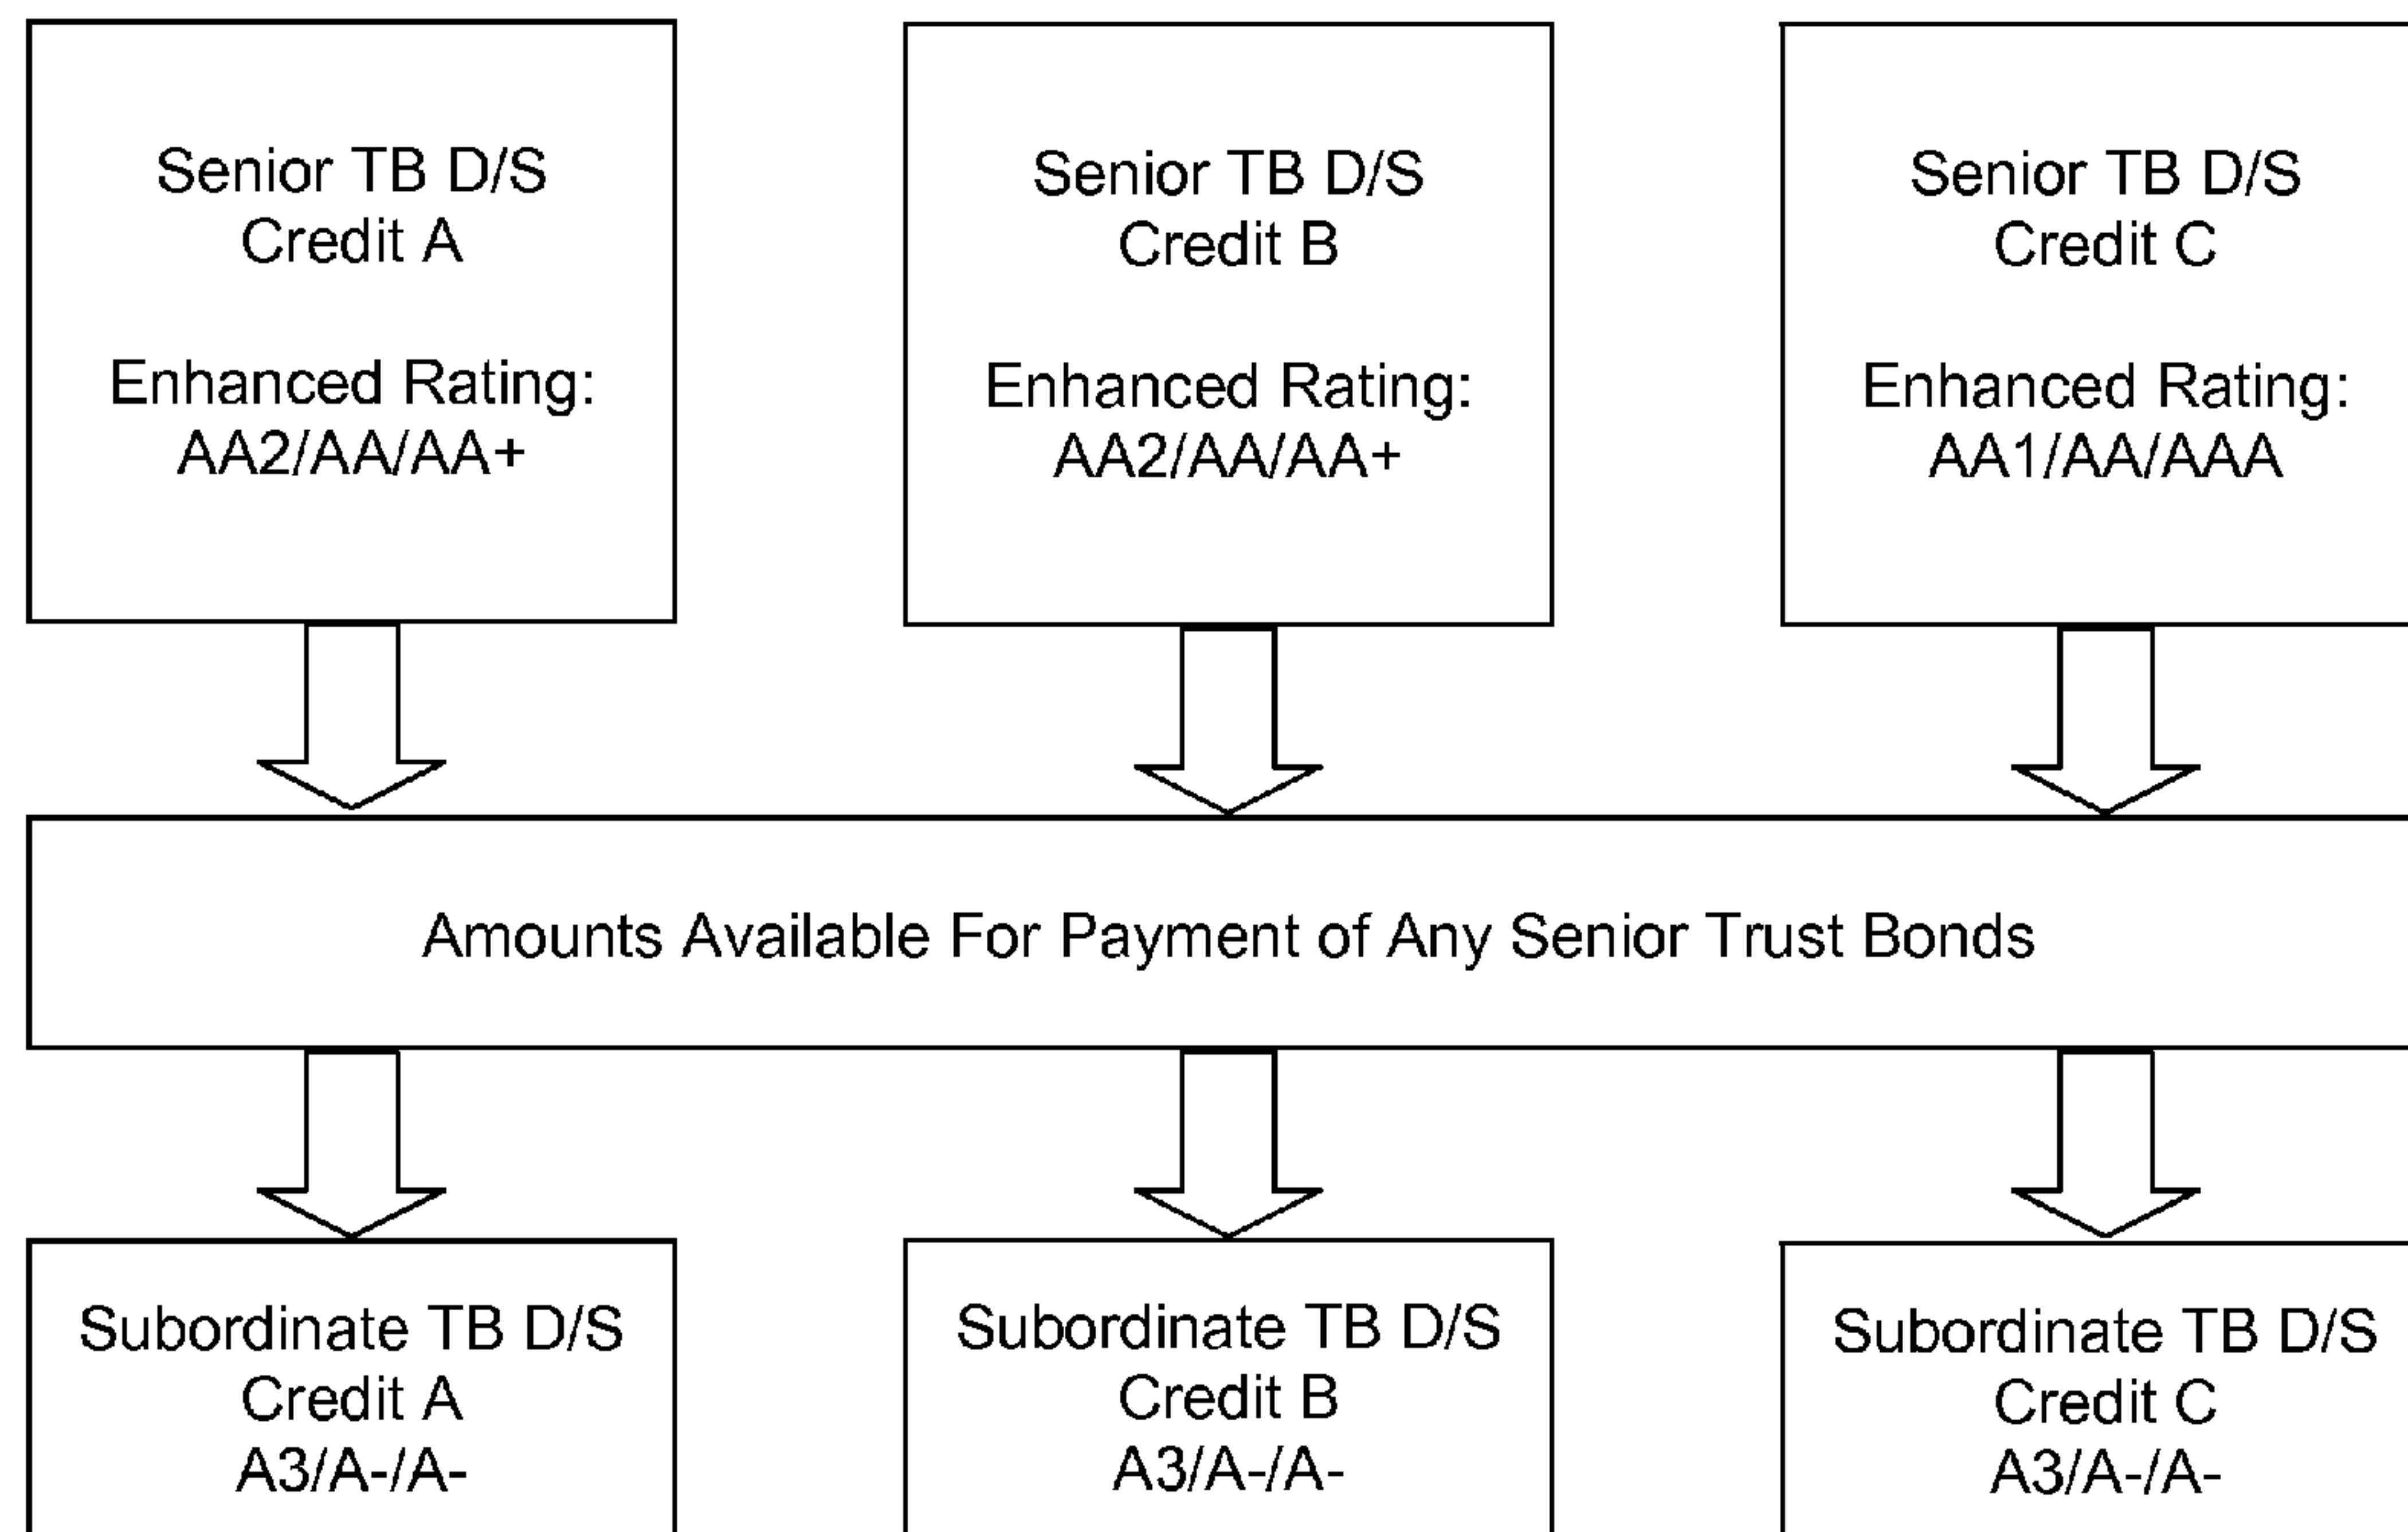 Senior TB D/S
Credit A
Enhanced Rating:
AA2/AA/AA+
Senior TB D/S
Credit B
Enhanced Rating:
AA2/AA/AA+
Senior TB D/S
Credit C
Enhanced Rating:
AA1/AA/AAA
Amounts Available For Payment of Any Senior Trust Bonds
Subordinate TB D/S
Credit A
A3/A-/A-
Subordinate TB D/S
Credit B
A3/A-/A-
Subordinate TB D/S
Credit C
A3/A-/A-